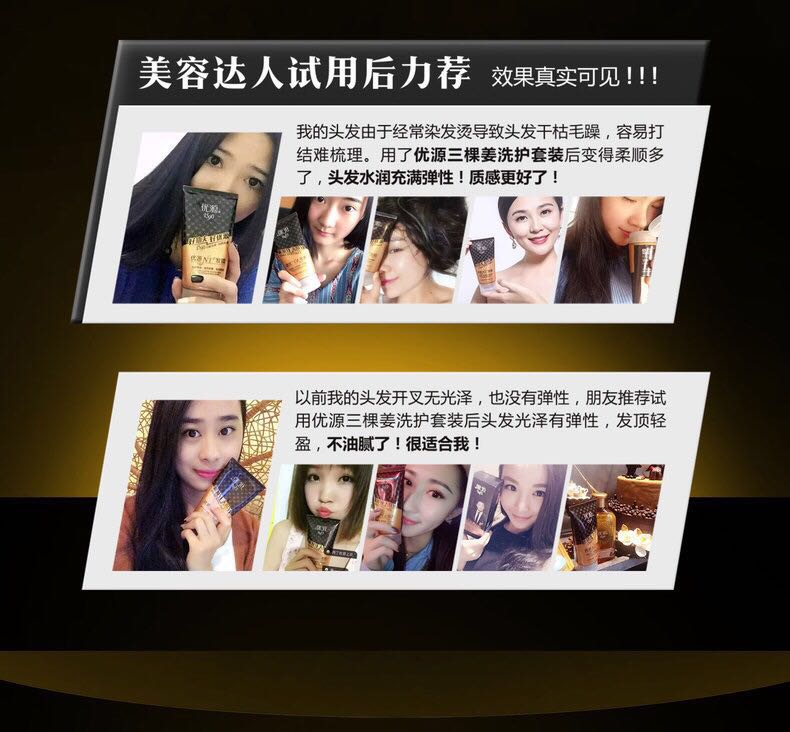 美容达人试用后力荐 效果真实可见!!!
我的头发由于经常染发烫导致头发干枯毛躁，容易打
结难梳理。用了优源三棵姜洗护套装后变得柔顺多
了，头发水润充满弹性！质感更好了！
优源
以前我的头发开叉无光泽，也没有弹性，朋友推荐试
用优源三棵姜洗护套装后头发光泽有弹性，发顶轻
盈，不油腻了！很适合我！